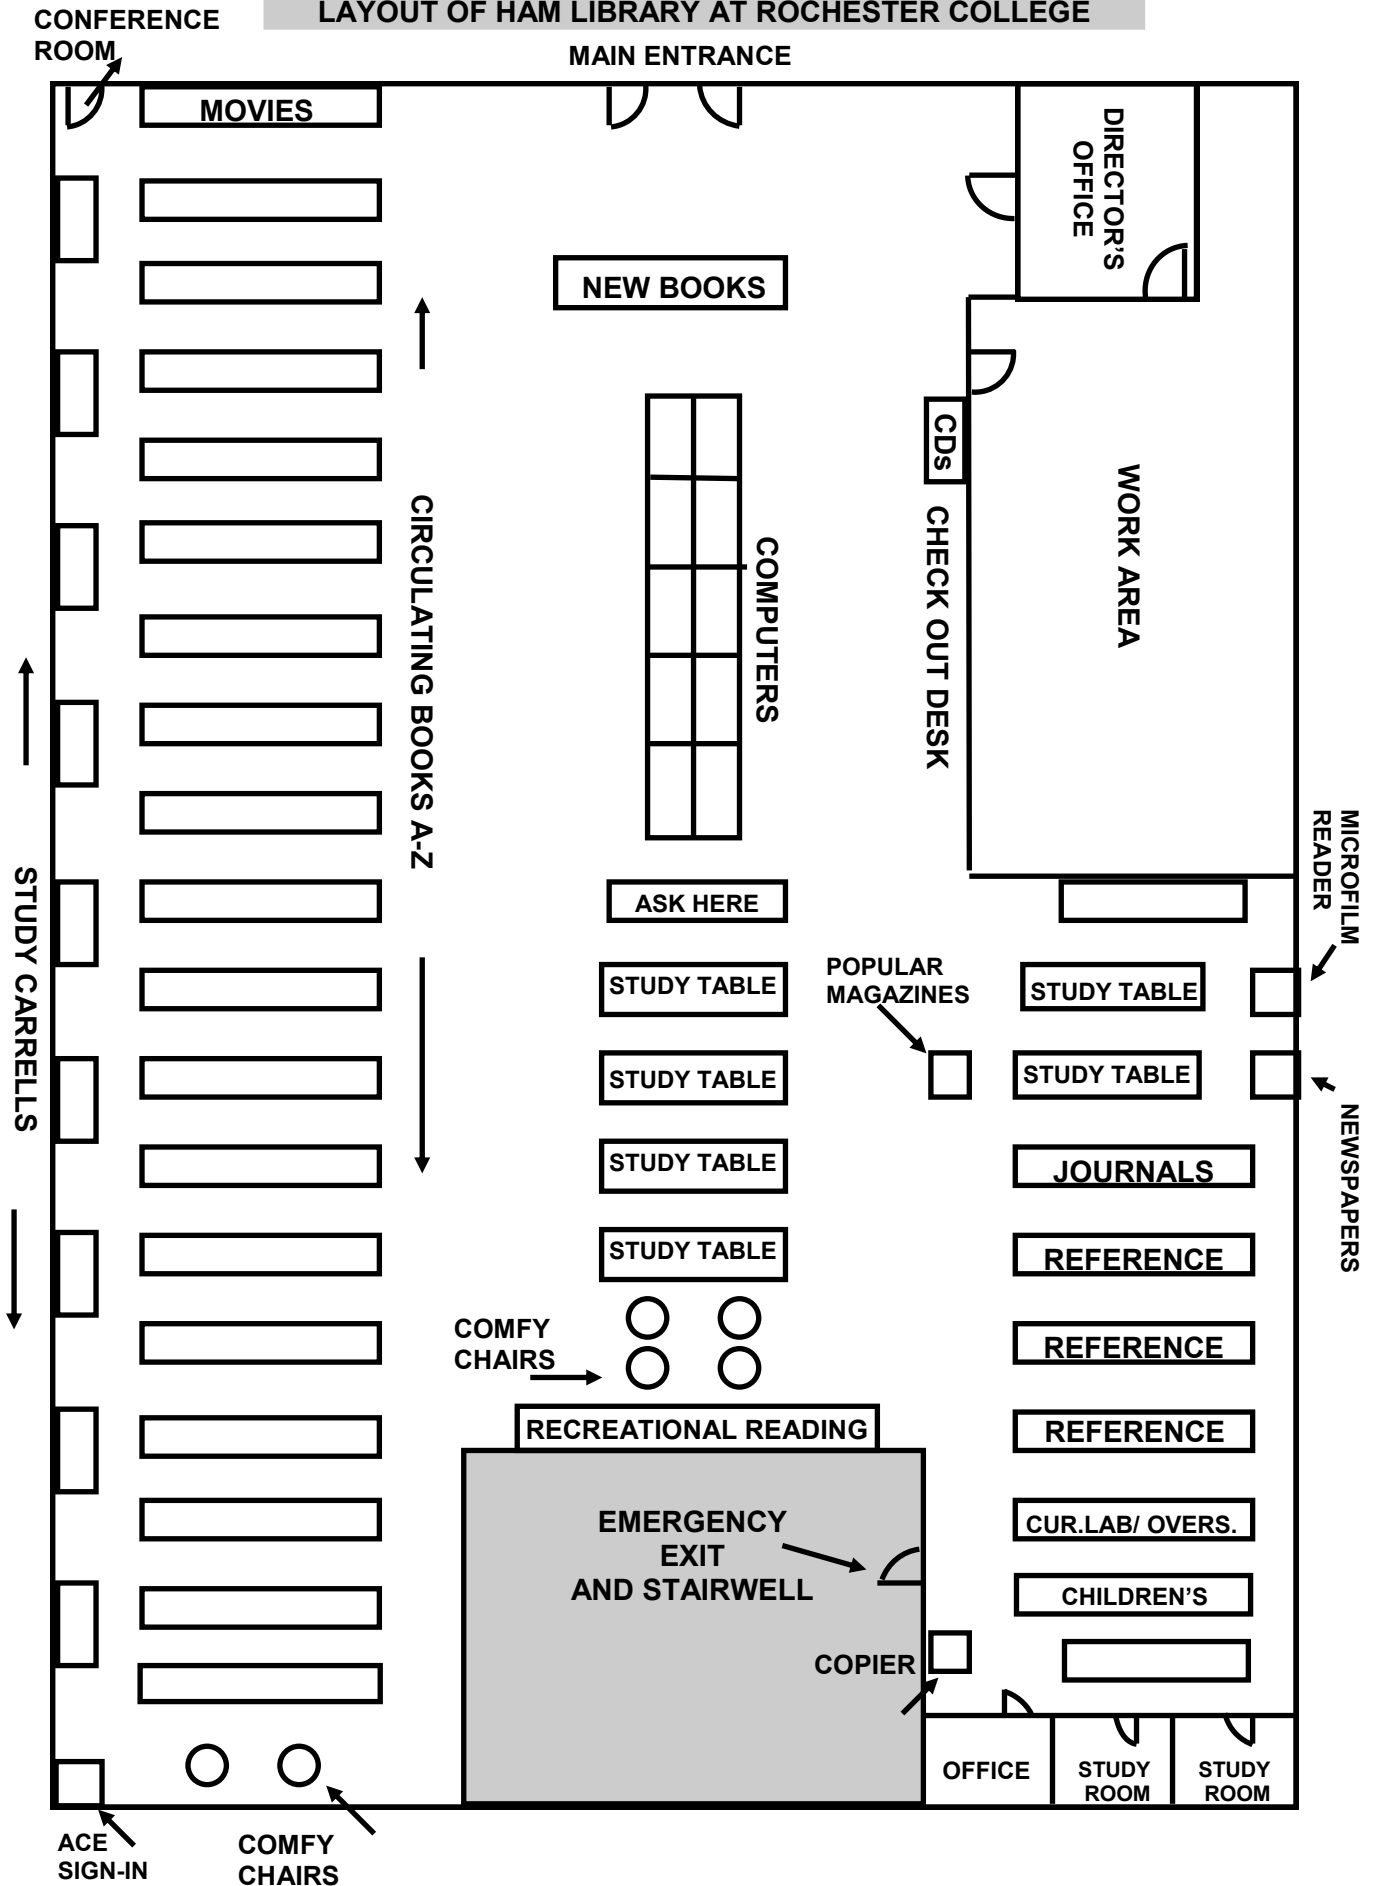 LAYOUT OF HAM LIBRARY AT ROCHESTER COLLEGE
CONFERENCE
ROOM
MAIN ENTRANCE
MOVIES
DIRECTOR'S
OFFICE
NEW BOOKS
CDs
CIRCULATING BOOKS A-Z
COMPUTERS
CHECK OUT DESK
WORK AREA
MICROFILM
READER
STUDY CARRELLS
ASK HERE
STUDY TABLE
POPULAR
MAGAZINES
STUDY TABLE
STUDY TABLE
STUDY TABLE
NEWSPAPERS
STUDY TABLE
JOURNALS
STUDY TABLE
REFERENCE
COMFY
CHAIRS
REFERENCE
RECREATIONAL READING
REFERENCE
EMERGENCY
EXIT
AND STAIRWELL
CUR.LAB/ OVERS.
CHILDREN'S
COPIER
OFFICE
STUDY
ROOM
STUDY
ROOM
ACE
SIGN-IN
COMFY
CHAIRS